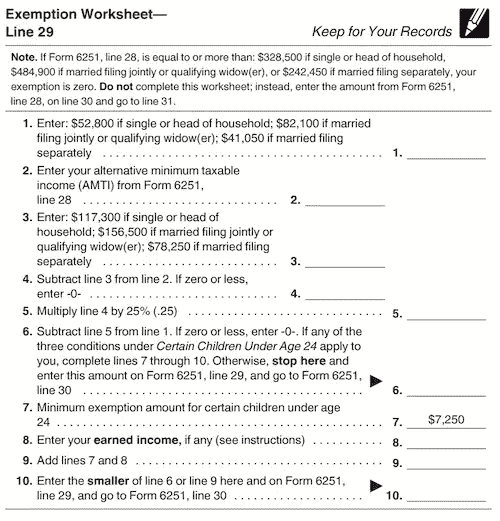 Exemption Worksheet—
Line 29 Keep for Your Records
Note. If Form 6251, line 28, is equal to or more than: $328,500 if single or head of household,
$484,900 if married filing jointly or qualifying widow(er), or $242,450 if married filing separately, your
exemption is zero. Do not complete this worksheet; instead, enter the amount from Form 6251,
line 28, on line 30 and go to line 31.
1. Enter: $52,800 if single or head of household; $82,100 if married
filing jointly or qualifying widow(er); $41,050 if married filing
separately 1.
2. Enter your alternative minimum taxable
income (AMTI) from Form 6251,
line 28 2.
3. Enter: $117,300 if single or head of
household; $156,500 if married filing jointly or
qualifying widow(er); $78,250 if married filing
separately 3.
4. Subtract line 3 from line 2. If zero or less,
enter -0- 4.
5. Multiply line 4 by 25% (.25) 5.
6. Subtract line 5 from line 1. If zero or less, enter -0-. If any of the
three conditions under Certain Children Under Age 24 apply to
you, complete lines 7 through 10. Otherwise, stop here and
enter this amount on Form 6251, line 29, and go to Form 6251,
line 30 6.
7. Minimum exemption amount for certain children under age
24 7. $7,250
8. Enter your earned income, if any (see instructions) 8.
9. Add lines 7 and 8 9.
10. Enter the smaller of line 6 or line 9 here and on Form 6251,
line 29, and go to Form 6251, line 30 10.